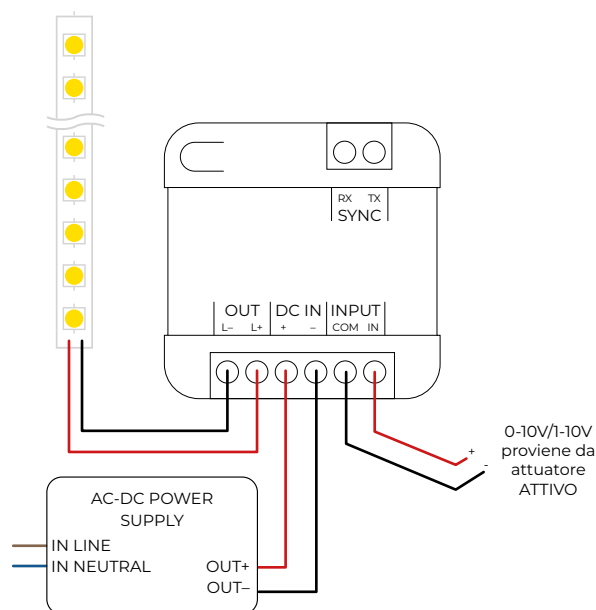 RX TX
SYNC
OUT DC IN INPUT
L– L+ + – COM IN
0-10V/1-10V
proviene da
attuatore
ATTIVO
+
-
AC-DC POWER
SUPPLY
IN LINE
IN NEUTRAL
OUT+
OUT–